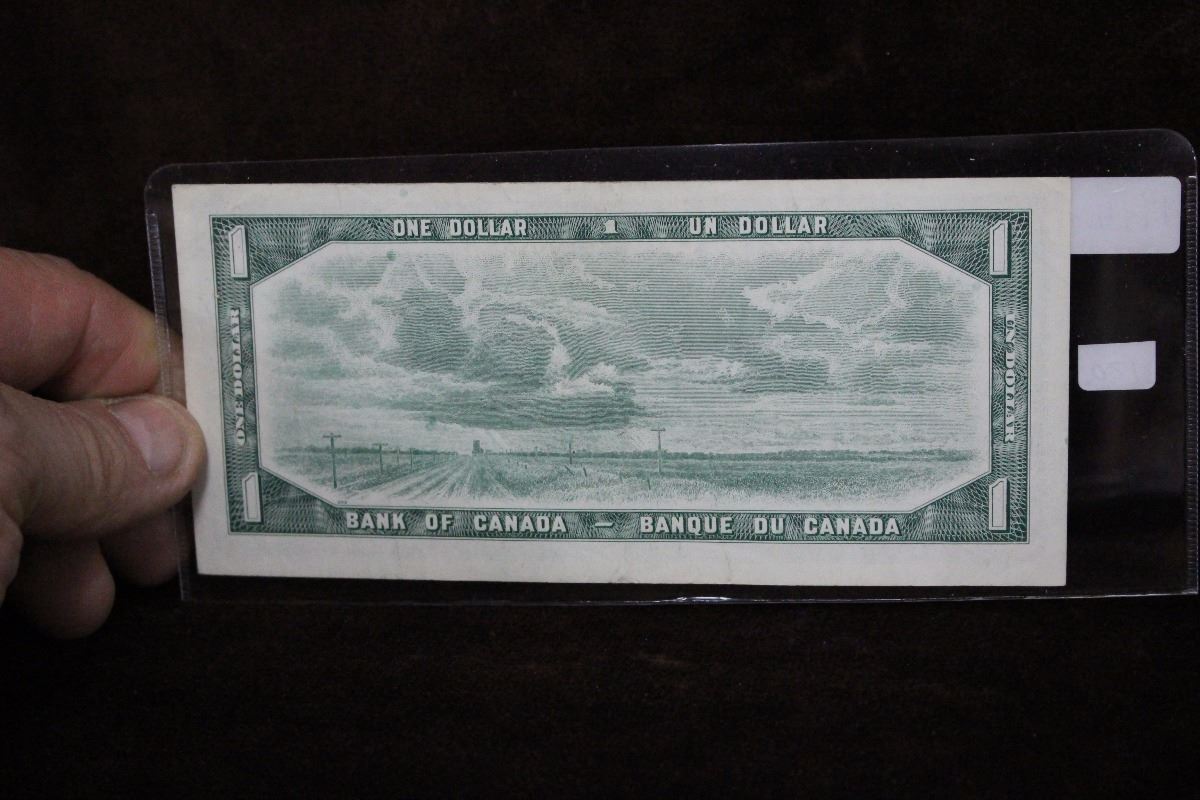 ONE DOLLAR 1 UN DOLLAR
1 1
ONE DOLLAR
UN DOLLAR
1 1
BANK OF CANADA – BANQUE DU CANADA